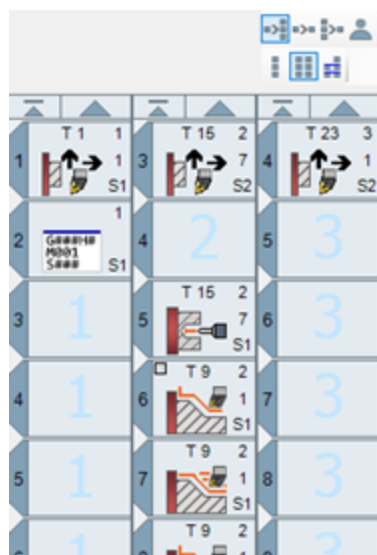 T 1 1
1 1
S1
T 15 2
3 7
S2
T 23 3
4 1
S2
1
2 G###H#
M001
S###
S1
4 2
5 3
3 1
T 15 2
5 7
S1
6 3
4 1
T 9 2
6 1
S1
7 3
5 1
T 9 2
7 1
S1
8 3
T 9 2